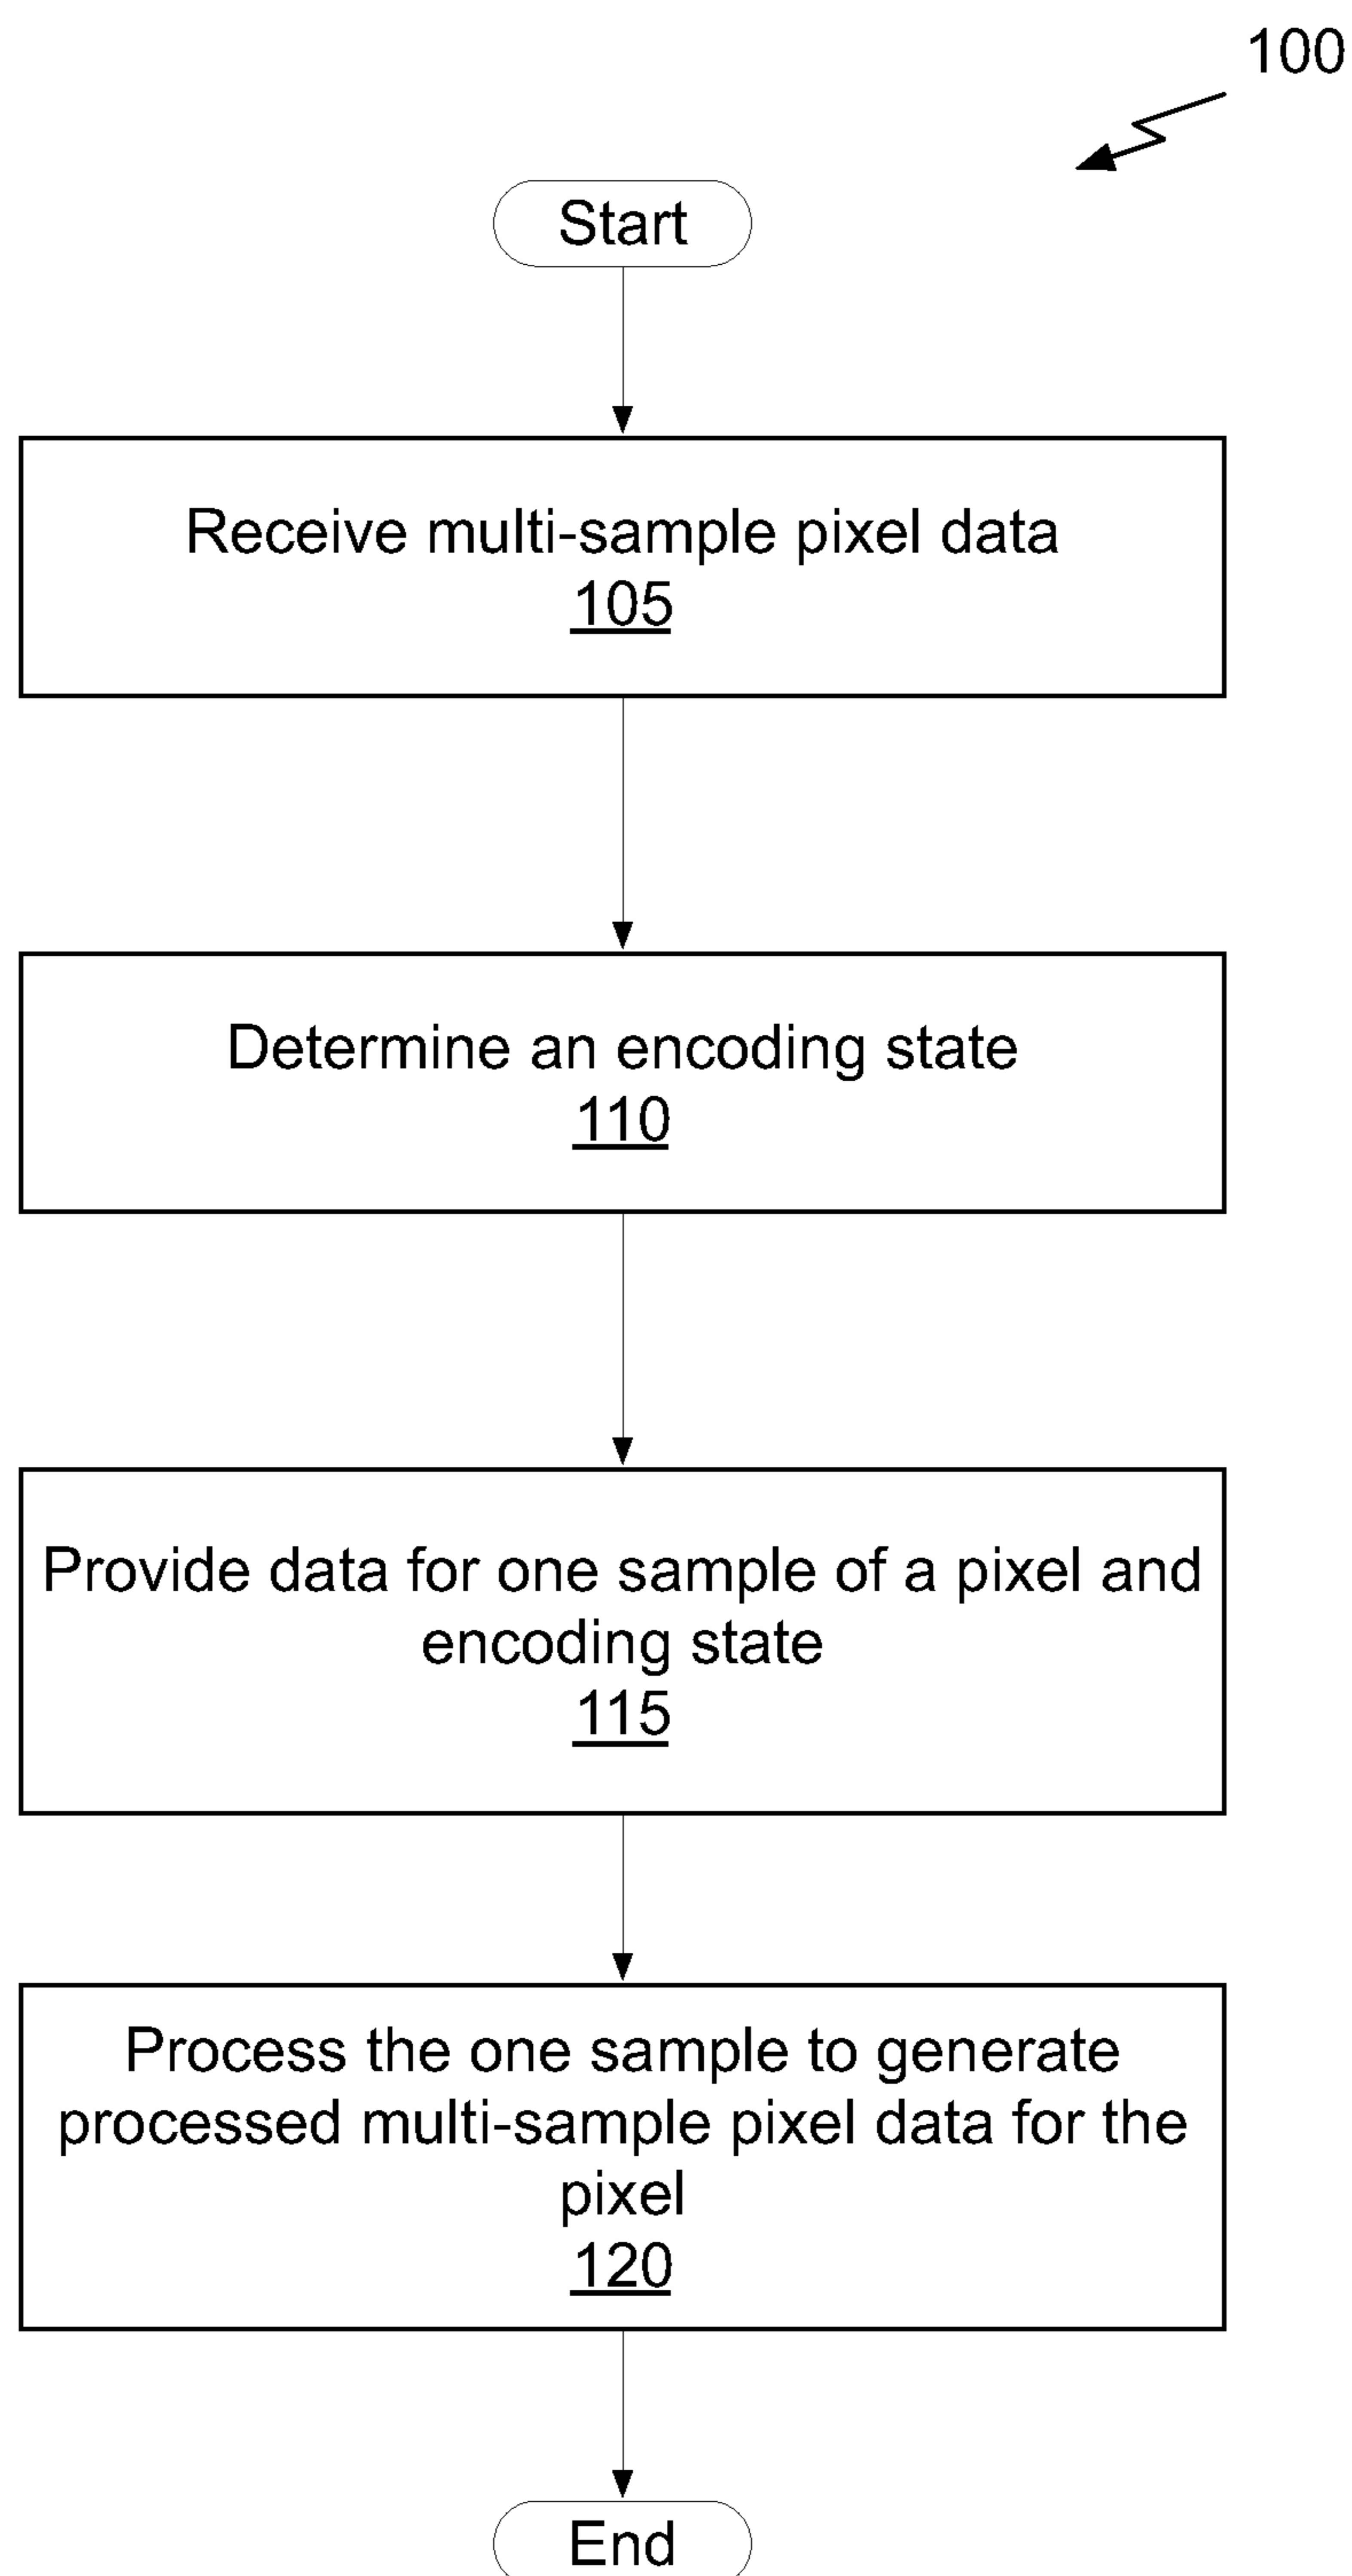 100
Start
Receive multi-sample pixel data
105
Determine an encoding state
110
Provide data for one sample of a pixel and
encoding state
115
Process the one sample to generate
processed multi-sample pixel data for the
pixel
120
End